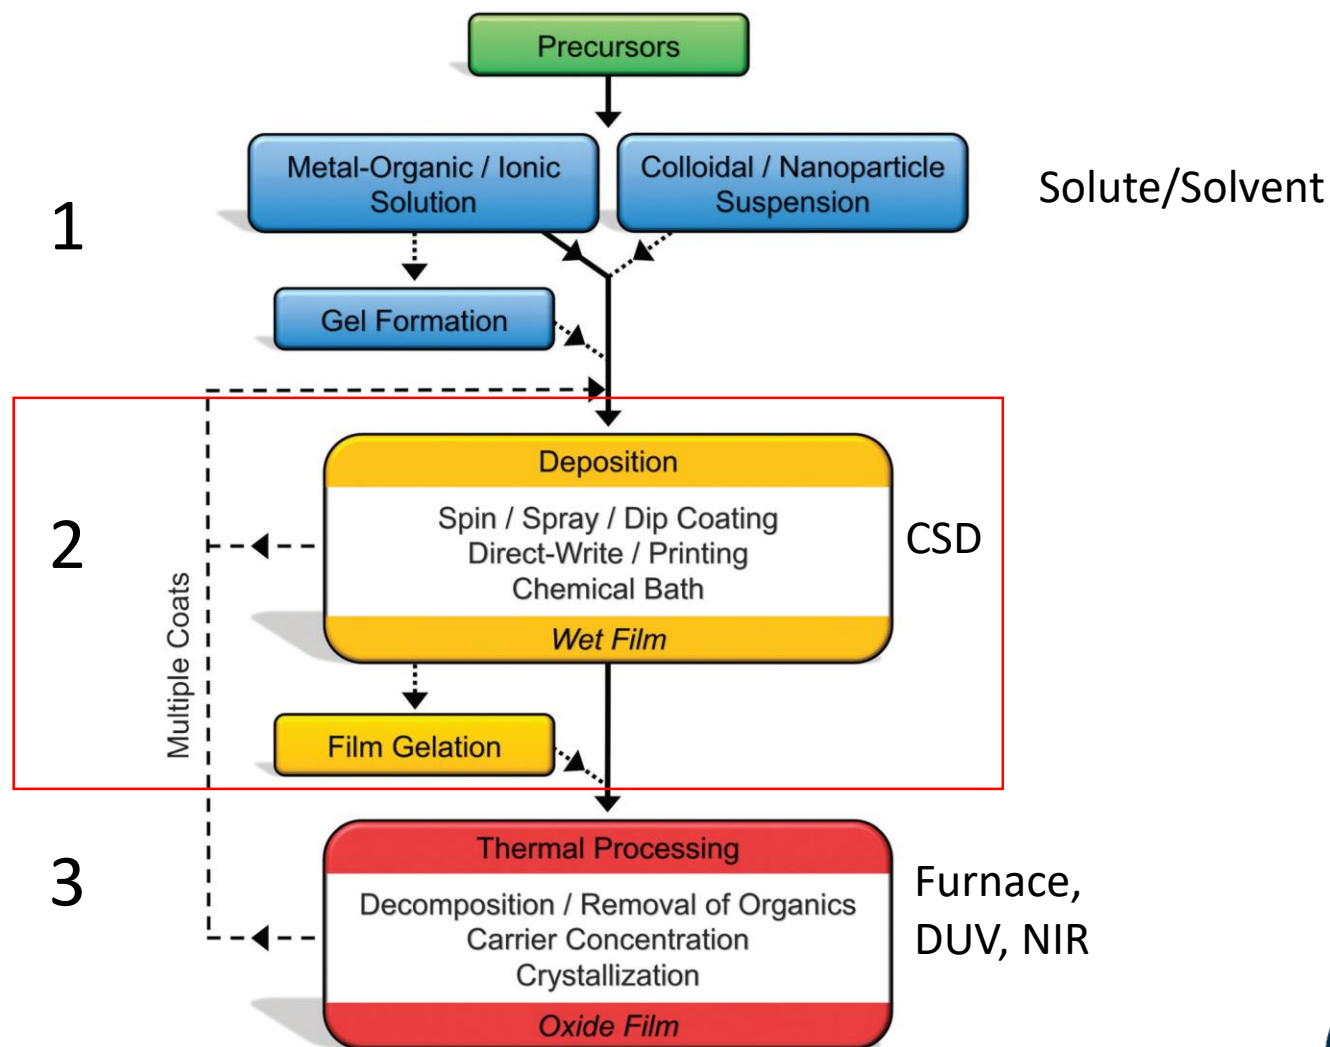 Precursors
Metal-Organic / Ionic
Solution
Colloidal / Nanoparticle
Suspension
Solute/Solvent
1
Gel Formation
2
Deposition
Spin / Spray / Dip Coating
Direct-Write / Printing
Chemical Bath
Wet Film
CSD
Multiple Coats
Film Gelation
3
Thermal Processing
Decomposition / Removal of Organics
Carrier Concentration
Crystallization
Oxide Film
Furnace,
DUV, NIR